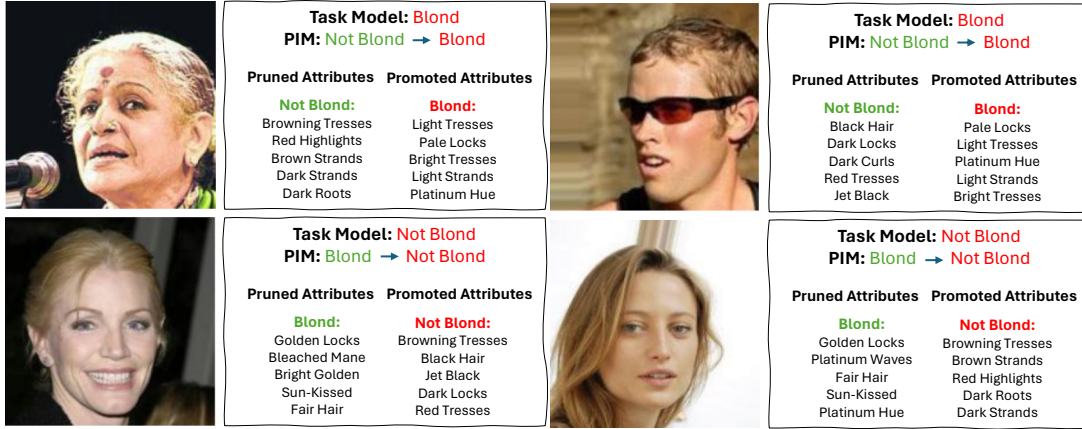 Task Model: Blond
PIM: Not Blond → Blond
Pruned Attributes Promoted Attributes
Not Blond: Blond:
Browning Tresses Light Tresses
Red Highlights Pale Locks
Brown Strands Bright Tresses
Dark Strands Light Strands
Dark Roots Platinum Hue
Task Model: Blond
PIM: Not Blond → Blond
Pruned Attributes Promoted Attributes
Not Blond: Blond:
Black Hair Pale Locks
Dark Locks Light Tresses
Dark Curls Platinum Hue
Red Tresses Light Strands
Jet Black Bright Tresses
Task Model: Not Blond
PIM: Blond → Not Blond
Pruned Attributes Promoted Attributes
Blond: Not Blond:
Golden Locks Browning Tresses
Bleached Mane Black Hair
Bright Golden Jet Black
Sun-Kissed Dark Locks
Fair Hair Red Tresses
Task Model: Not Blond
PIM: Blond → Not Blond
Pruned Attributes Promoted Attributes
Blond: Not Blond:
Golden Locks Browning Tresses
Platinum Waves Brown Strands
Fair Hair Red Highlights
Sun-Kissed Dark Roots
Platinum Hue Dark Strands